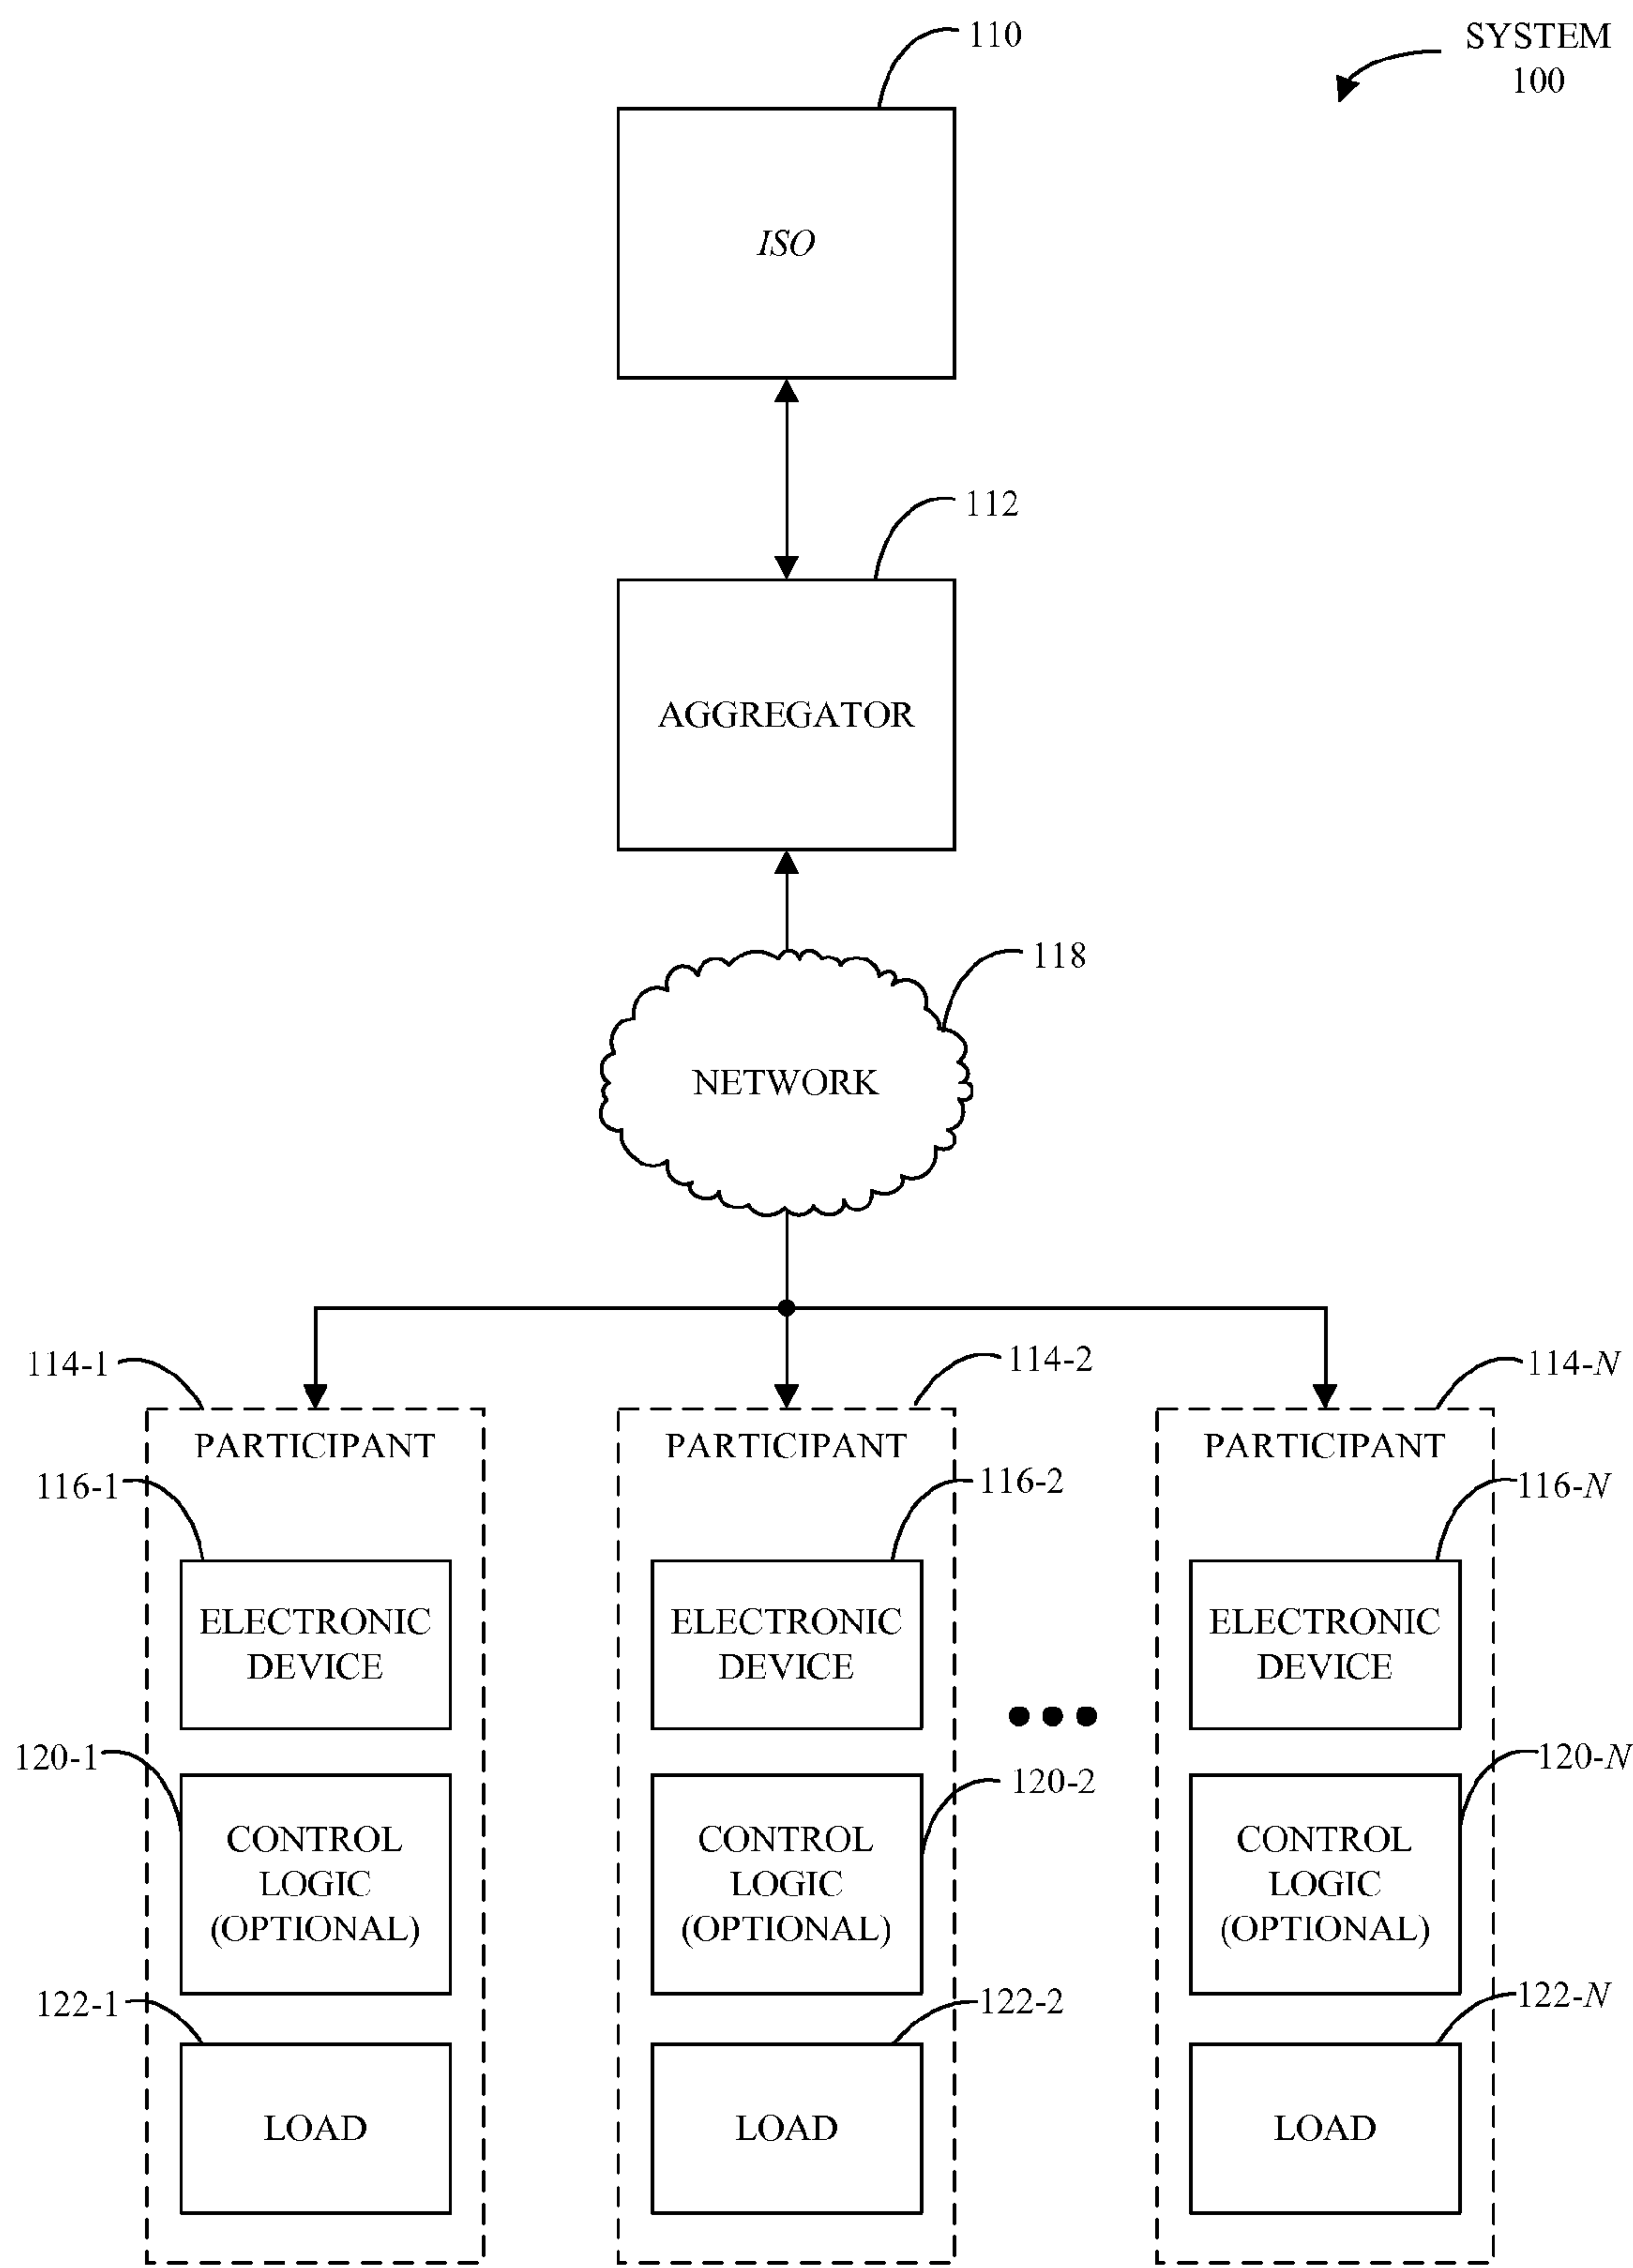 110
SYSTEM
100
ISO
112
AGGREGATOR
118
NETWORK
114-1
114-2
114-N
PARTICIPANT
PARTICIPANT
PARTICIPANT
116-1
116-2
116-N
ELECTRONIC
DEVICE
ELECTRONIC
DEVICE
ELECTRONIC
DEVICE
120-1
120-2
120-N
CONTROL
LOGIC
(OPTIONAL)
CONTROL
LOGIC
(OPTIONAL)
CONTROL
LOGIC
(OPTIONAL)
122-1
122-2
122-N
LOAD
LOAD
LOAD